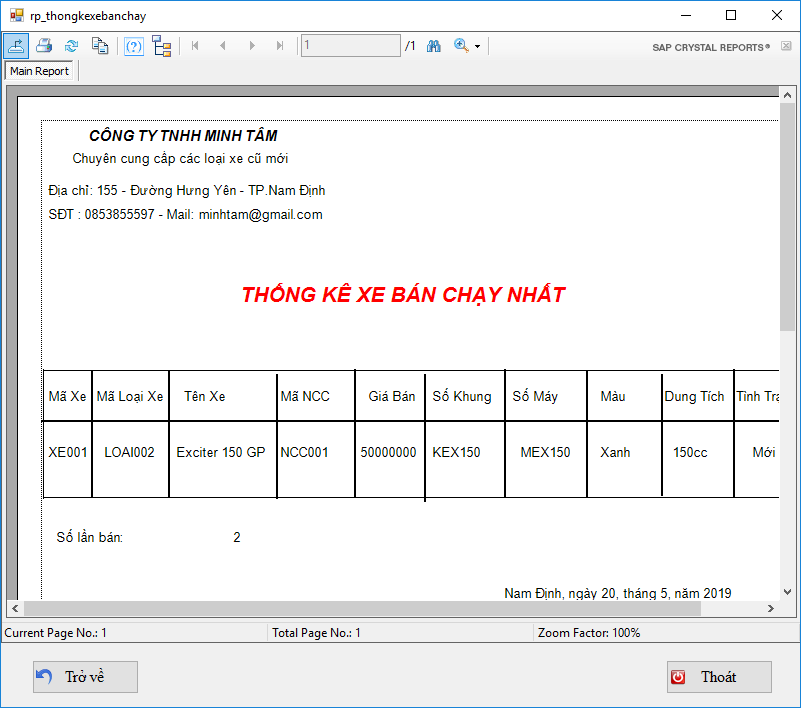 rp_thongkexebanchay
1 /1 SAP CRYSTAL REPORTS®
Main Report
CÔNG TY TNHH MINH TÂM
Chuyên cung cấp các loại xe cũ mới
Địa chỉ: 155 - Đường Hưng Yên - TP.Nam Định
SĐT : 0853855597 - Mail: minhtam@gmail.com
THỐNG KÊ XE BÁN CHẠY NHẤT
Mã Xe Mã Loại Xe Tên Xe Mã NCC Giá Bán Số Khung Số Máy Màu Dung Tích Tình Trạ
XE001 LOAI002 Exciter 150 GP NCC001 50000000 KEX150 MEX150 Xanh 150cc Mới
Số lần bán: 2
Nam Định, ngày 20, tháng 5, năm 2019
Current Page No.: 1 Total Page No.: 1 Zoom Factor: 100%
Trở về Thoát